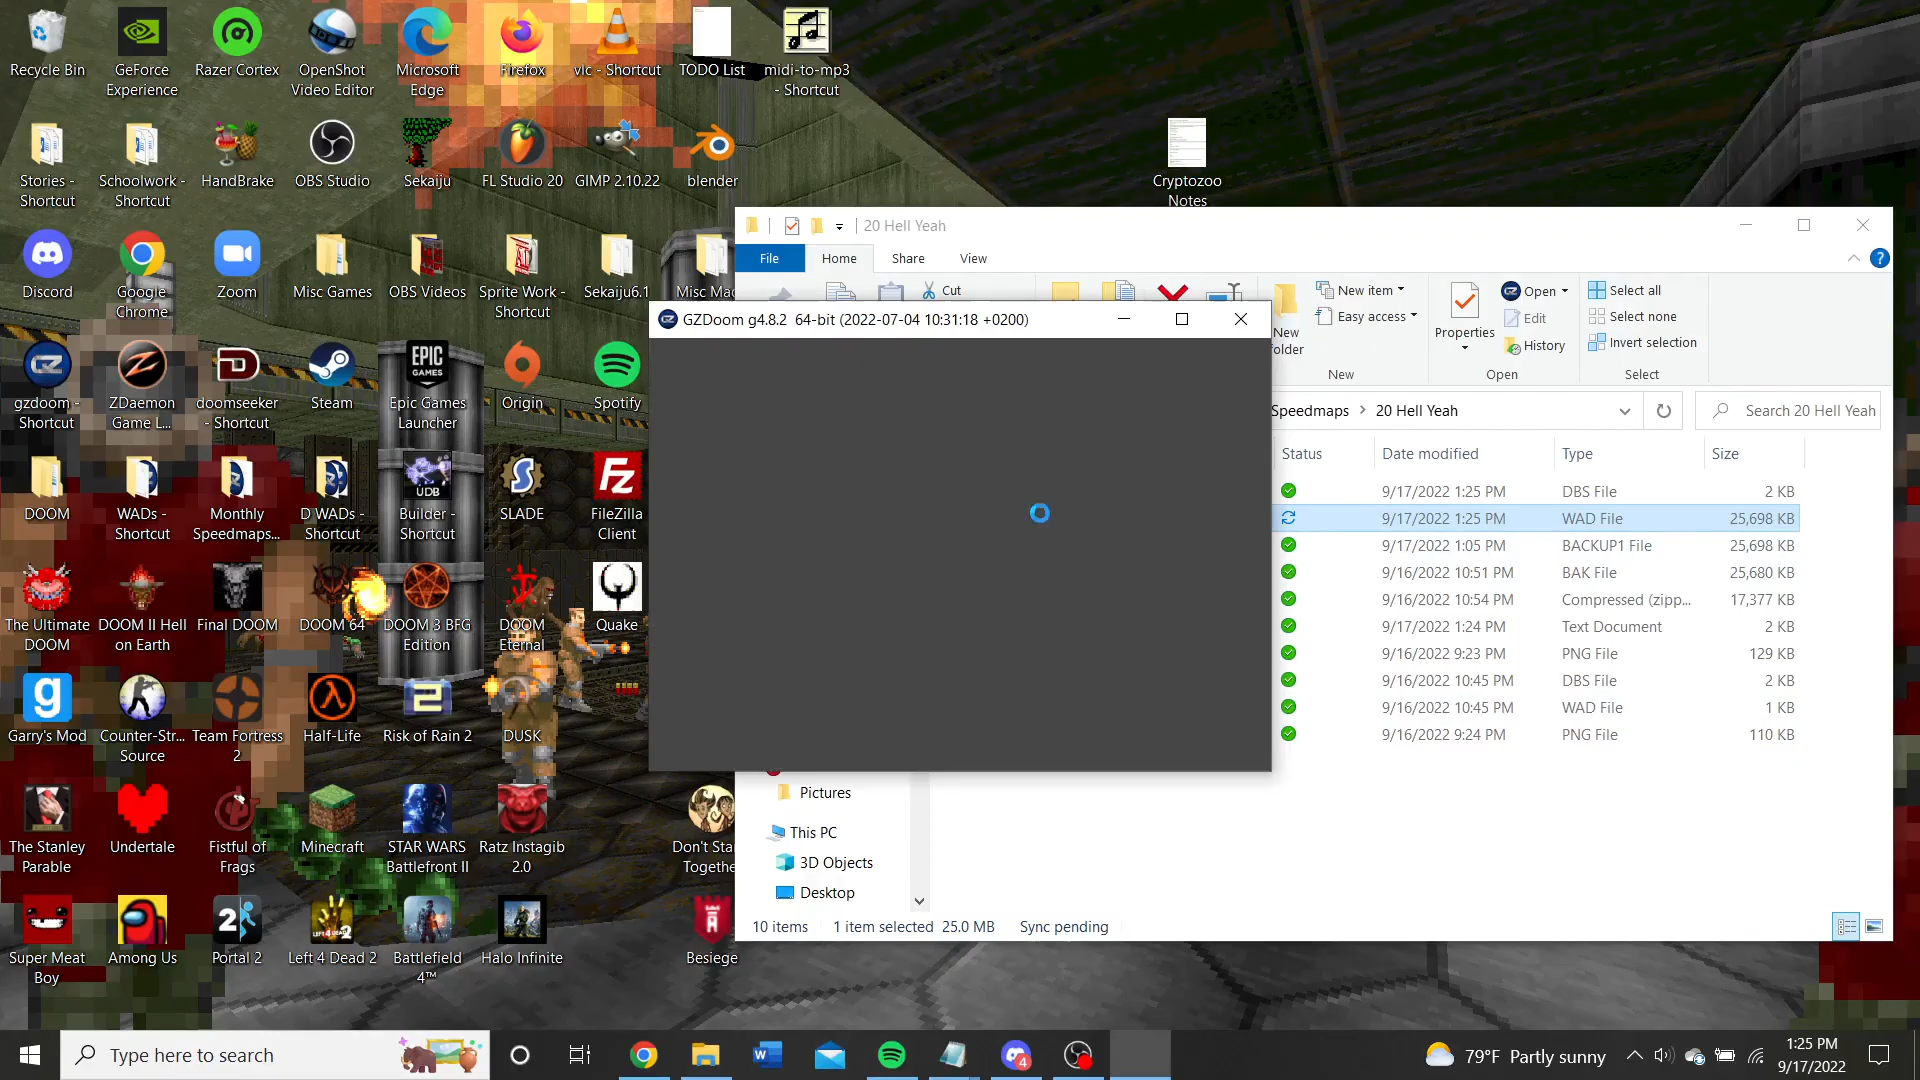 Recycle Bin
GeForce
Experience
Razer Cortex
OpenShot
Video Editor
Microsoft
Edge
Firefox
vlc - Shortcut
TODO List
midi-to-mp3
- Shortcut
Stories -
Shortcut
Schoolwork -
Shortcut
HandBrake
OBS Studio
Sekaiju
FL Studio 20
GIMP 2.10.22
blender
Cryptozoo
Notes
Discord
Google
Chrome
Zoom
Misc Games
OBS Videos
Sprite Work -
Shortcut
Sekaiju6.1
Misc Mac
gzdoom -
Shortcut
ZDaemon
Game L...
doomseeker
- Shortcut
Steam
EPIC
GAMES
Epic Games
Launcher
Origin
Spotify
DOOM
WADs -
Shortcut
Monthly
Speedmaps...
D WADs -
Shortcut
UDB
Builder -
Shortcut
SLADE
FileZilla
Client
The Ultimate
DOOM
DOOM II Hell
on Earth
Final DOOM
DOOM 64
DOOM 3 BFG
Edition
DOOM
Eternal
Quake
Garry's Mod
Counter-Str...
Source
Team Fortress
2
Half-Life
Risk of Rain 2
DUSK
The Stanley
Parable
Undertale
Fistful of
Frags
Minecraft
STAR WARS
Battlefront II
Ratz Instagib
2.0
Don't Sta
Togethe
Super Meat
Boy
Among Us
Portal 2
Left 4 Dead 2
Battlefield
4™
Halo Infinite
Besiege
20 Hell Yeah
File
Home
Share
View
Cut
New
folder
New item
Easy access
New
Properties
Open
Edit
History
Open
Select all
Select none
Invert selection
Select
GZDoom g4.8.2 64-bit (2022-07-04 10:31:18 +0200)
Speedmaps > 20 Hell Yeah
Search 20 Hell Yeah
Status Date modified Type Size
9/17/2022 1:25 PM DBS File 2 KB
9/17/2022 1:25 PM WAD File 25,698 KB
9/17/2022 1:05 PM BACKUP1 File 25,698 KB
9/16/2022 10:51 PM BAK File 25,680 KB
9/16/2022 10:54 PM Compressed (zipp... 17,377 KB
9/17/2022 1:24 PM Text Document 2 KB
9/16/2022 9:23 PM PNG File 129 KB
9/16/2022 10:45 PM DBS File 2 KB
9/16/2022 10:45 PM WAD File 1 KB
9/16/2022 9:24 PM PNG File 110 KB
Pictures
This PC
3D Objects
Desktop
10 items 1 item selected 25.0 MB Sync pending
Type here to search
4
79°F Partly sunny
1:25 PM
9/17/2022